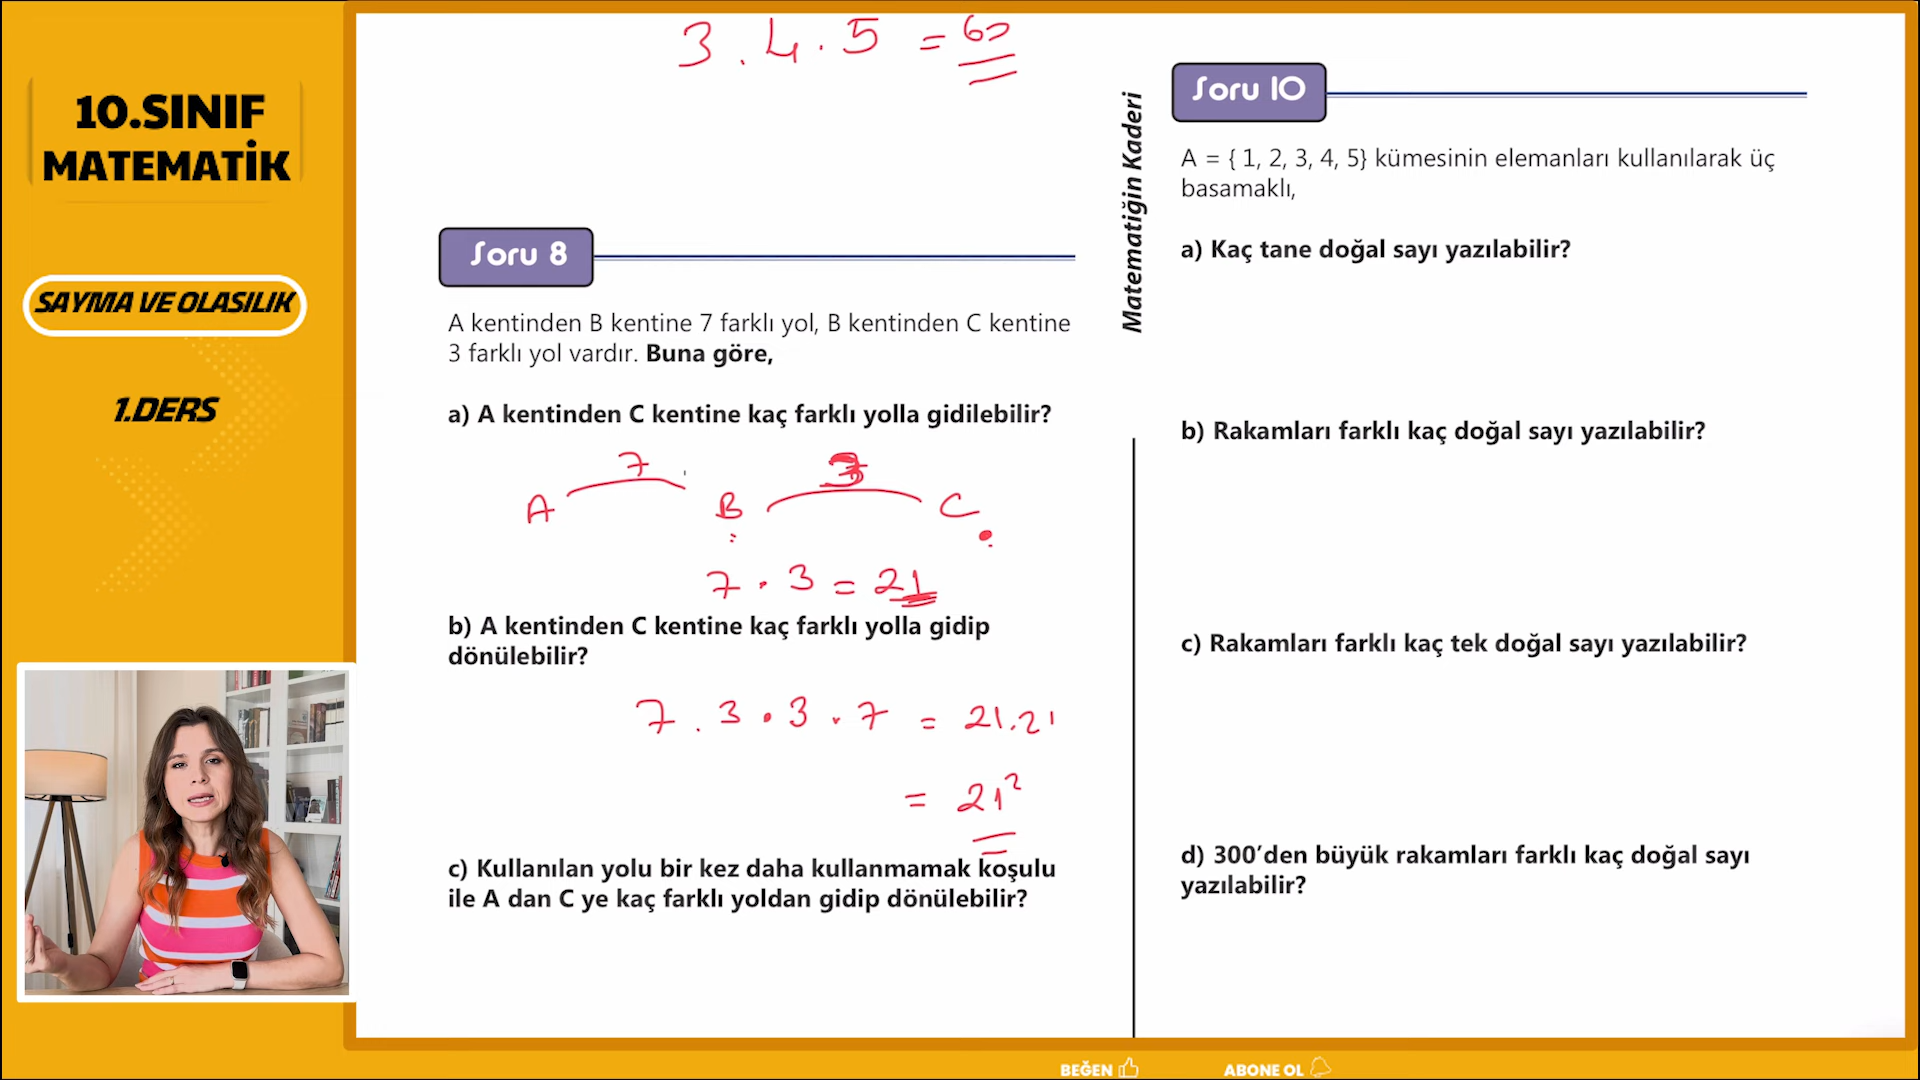 10.SINIF
MATEMATİK
SAYMA VE OLASILIK
1.DERS
3 . 4 . 5 = 60
Soru 8
A kentinden B kentine 7 farklı yol, B kentinden C kentine
3 farklı yol vardır. Buna göre,
a) A kentinden C kentine kaç farklı yolla gidilebilir?
7 3
A B C
7 . 3 = 21
b) A kentinden C kentine kaç farklı yolla gidip
dönülebilir?
7 . 3 . 3 . 7 = 21.21
= 21²
c) Kullanılan yolu bir kez daha kullanmamak koşulu
ile A dan C ye kaç farklı yoldan gidip dönülebilir?
Matematiğin Kaderi
Soru 10
A = { 1, 2, 3, 4, 5} kümesinin elemanları kullanılarak üç
basamaklı,
a) Kaç tane doğal sayı yazılabilir?
b) Rakamları farklı kaç doğal sayı yazılabilir?
c) Rakamları farklı kaç tek doğal sayı yazılabilir?
d) 300’den büyük rakamları farklı kaç doğal sayı
yazılabilir?
BEĞEN
ABONE OL